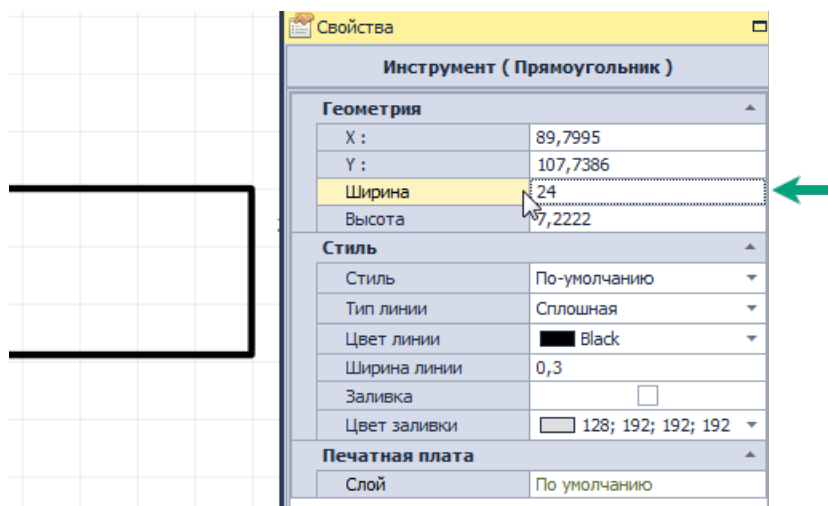 Свойства
Инструмент ( Прямоугольник )
Геометрия
X : 89,7995
Y : 107,7386
Ширина 24
Высота 7,2222
Стиль
Стиль По-умолчанию
Тип линии Сплошная
Цвет линии Black
Ширина линии 0,3
Заливка
Цвет заливки 128; 192; 192; 192
Печатная плата
Слой По умолчанию